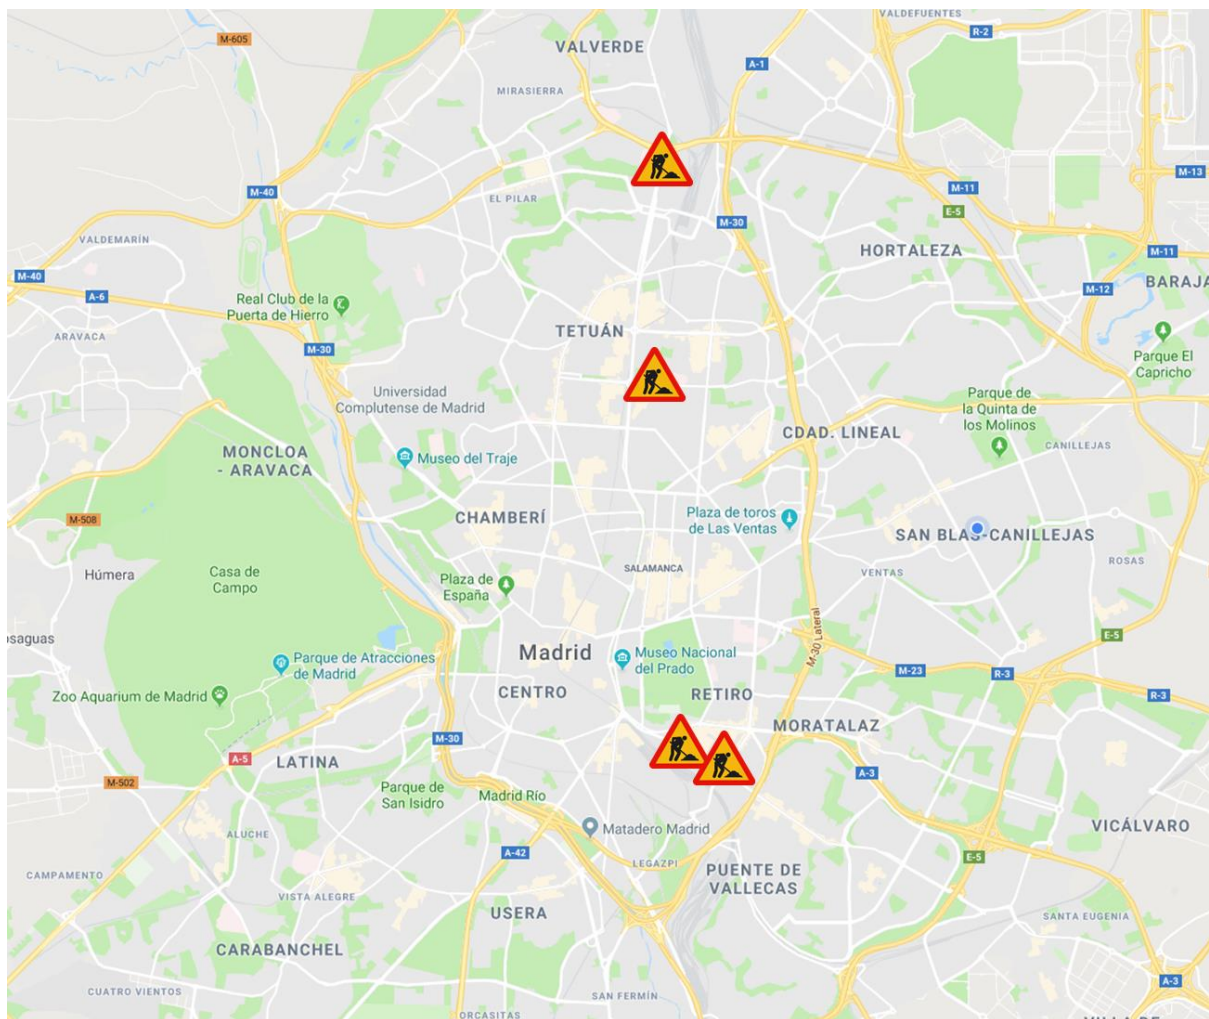 VALDEFUENTES
M-605
R-2
VALVERDE
A-1
MIRASIERRA
M-13
M-40
M-11
EL PILAR
E-5
M-30
VALDEMARÍN
HORTALEZA
M-11
M-40
BARAJA
A-6
M-12
Real Club de la
Puerta de Hierro
TETUÁN
ARAVACA
M-30
Parque El
Capricho
Universidad
Complutense de Madrid
Parque de
la Quinta de
los Molinos
CDAD. LINEAL
CANILLEJAS
MONCLOA
- ARAVACA
Museo del Traje
M-508
CHAMBERÍ
Plaza de toros
de Las Ventas
SAN BLAS-CANILLEJAS
ROSAS
Húmera
Casa de
Campo
SALAMANCA
VENTAS
Plaza de
España
M-30 Lateral
osaguas
E-5
Madrid
Museo Nacional
del Prado
Parque de Atracciones
de Madrid
M-23
R-3
R-3
Zoo Aquarium de Madrid
CENTRO
RETIRO
MORATALAZ
M-30
A-5
LATINA
A-3
M-502
Parque de
San Isidro
Madrid Río
VICÁLVARO
ALUCHE
Matadero Madrid
A-42
E-5
LEGAZPI
CAMPAMENTO
PUENTE DE
VALLECAS
VISTA ALEGRE
USERA
SANTA EUGENIA
CARABANCHEL
A-3
CUATRO VIENTOS
SAN FERMÍN
ORCASITAS
VILLA DE